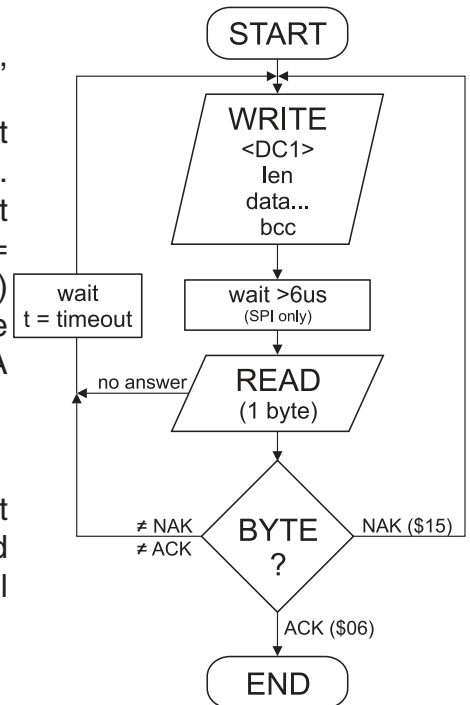 START
,
t
.
t
=
)
e
A
t
d
l
WRITE
<DC1>
len
data...
bcc
wait
t = timeout
wait >6us
(SPI only)
no answer
READ
(1 byte)
≠ NAK
≠ ACK
BYTE
?
NAK ($15)
ACK ($06)
END